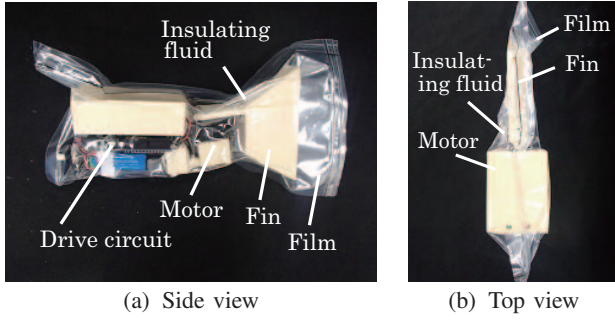 Insulating
fluid
Motor
Fin
Drive circuit
Film
(a) Side view
Film
Fin
Insulat-
ing fluid
Motor
(b) Top view